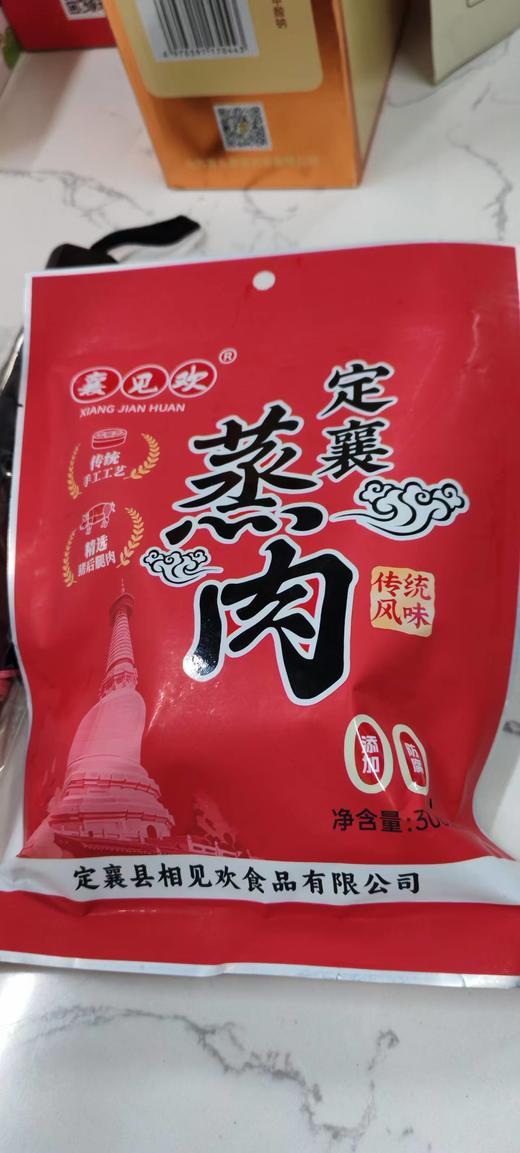 襄见欢®
XIANG JIAN HUAN
传统
手工工艺
精选
猪后腿肉
定襄
蒸肉
传统
风味
添加
防腐
净含量:30
定襄县相见欢食品有限公司